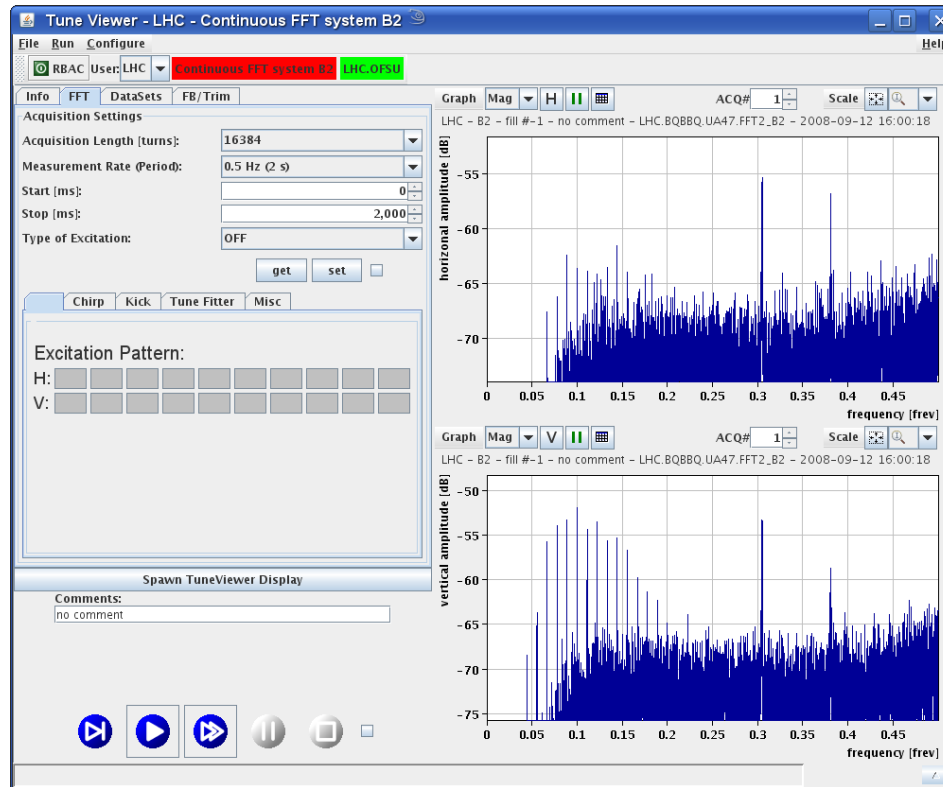 Tune Viewer - LHC - Continuous FFT system B2
File Run Configure Help
RBAC User: LHC Continuous FFT system B2 LHC.OFSU
Info FFT DataSets FB/Trim
Acquisition Settings
Acquisition Length [turns]: 16384
Measurement Rate (Period): 0.5 Hz (2 s)
Start [ms]: 0
Stop [ms]: 2,000
Type of Excitation: OFF
get set
Chirp Kick Tune Fitter Misc
Excitation Pattern:
H:
V:
Spawn TuneViewer Display
Comments:
no comment
Graph Mag H ACQ# 1 Scale
LHC - B2 - fill #-1 - no comment - LHC.BQBBQ.UA47.FFT2_B2 - 2008-09-12 16:00:18
horizonal amplitude [dB]
-55
-60
-65
-70
0 0.05 0.1 0.15 0.2 0.25 0.3 0.35 0.4 0.45
frequency [frev]
Graph Mag V ACQ# 1 Scale
LHC - B2 - fill #-1 - no comment - LHC.BQBBQ.UA47.FFT2_B2 - 2008-09-12 16:00:18
vertical amplitude [dB]
-50
-55
-60
-65
-70
-75
0 0.05 0.1 0.15 0.2 0.25 0.3 0.35 0.4 0.45
frequency [frev]